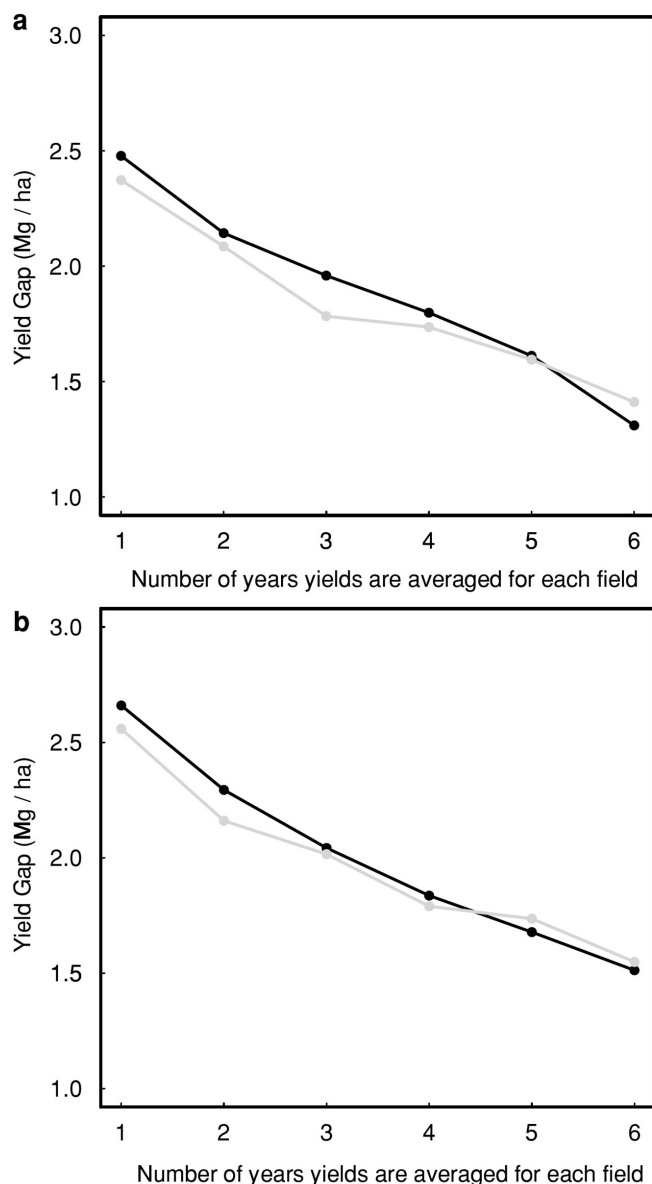 a
3.0
2.5
2.0
1.5
1.0
Yield Gap (Mg / ha)
1 2 3 4 5 6
Number of years yields are averaged for each field
b
3.0
2.5
2.0
1.5
1.0
Yield Gap (Mg / ha)
1 2 3 4 5 6
Number of years yields are averaged for each field